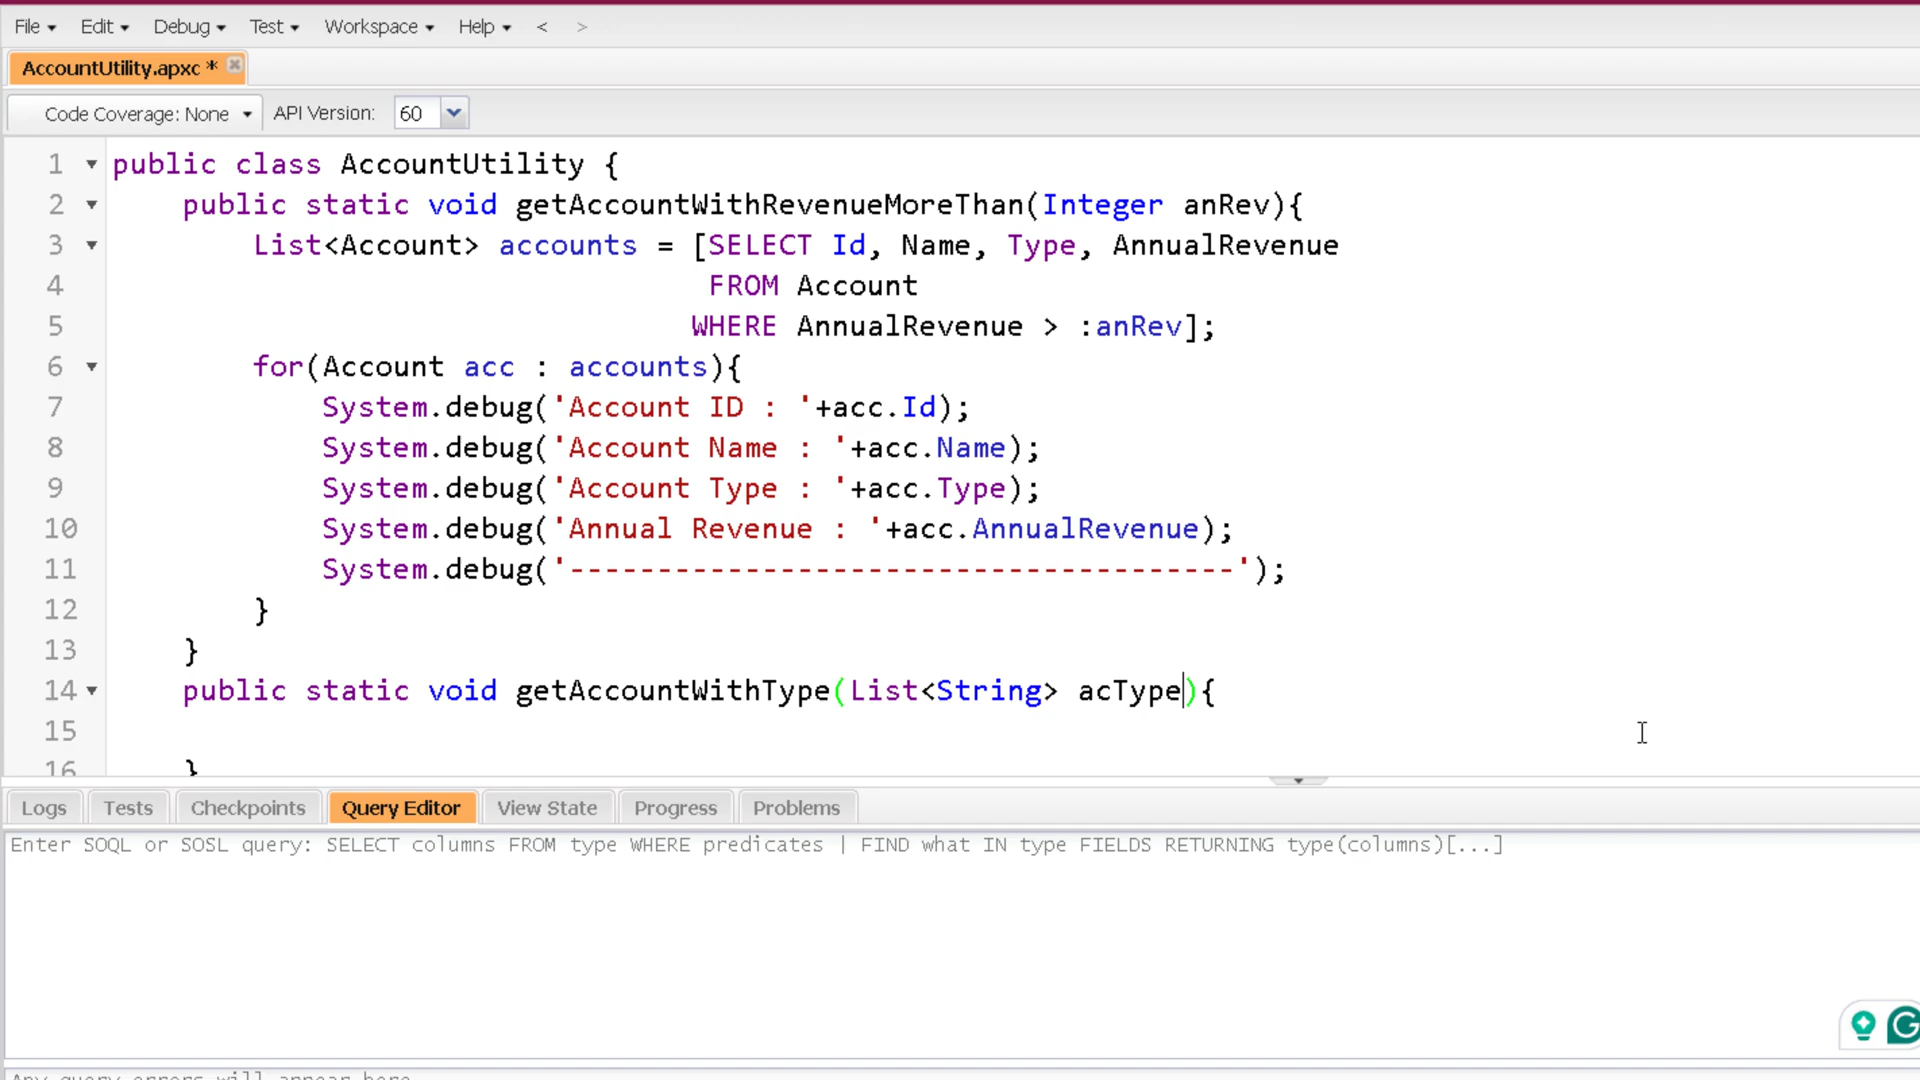 File Edit Debug Test Workspace Help < >
AccountUtility.apxc *
Code Coverage: None API Version: 60
1 public class AccountUtility {
2 public static void getAccountWithRevenueMoreThan(Integer anRev){
3 List<Account> accounts = [SELECT Id, Name, Type, AnnualRevenue
4 FROM Account
5 WHERE AnnualRevenue > :anRev];
6 for(Account acc : accounts){
7 System.debug('Account ID : '+acc.Id);
8 System.debug('Account Name : '+acc.Name);
9 System.debug('Account Type : '+acc.Type);
10 System.debug('Annual Revenue : '+acc.AnnualRevenue);
11 System.debug('--------------------------------------');
12 }
13 }
14 public static void getAccountWithType(List<String> acType){
15
16 }
Logs Tests Checkpoints Query Editor View State Progress Problems
Enter SOQL or SOSL query: SELECT columns FROM type WHERE predicates | FIND what IN type FIELDS RETURNING type(columns)[...]
Any query errors will appear here